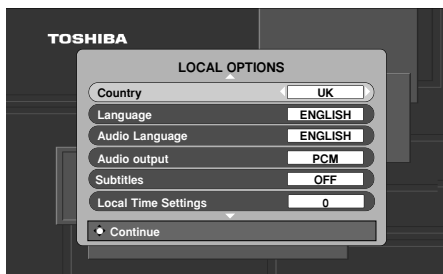 TOSHIBA
LOCAL OPTIONS
Country UK
Language ENGLISH
Audio Language ENGLISH
Audio output PCM
Subtitles OFF
Local Time Settings 0
Continue